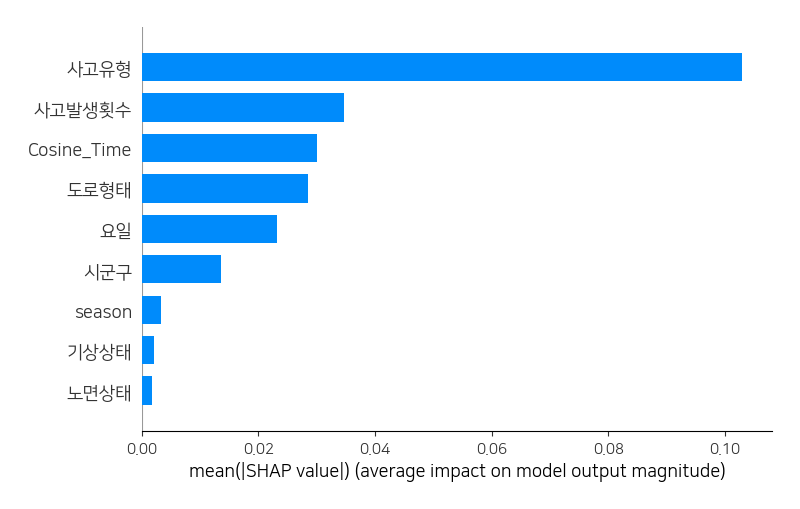 사고유형
사고발생횟수
Cosine_Time
도로형태
요일
시군구
season
기상상태
노면상태
0.00 0.02 0.04 0.06 0.08 0.10
mean(|SHAP value|) (average impact on model output magnitude)